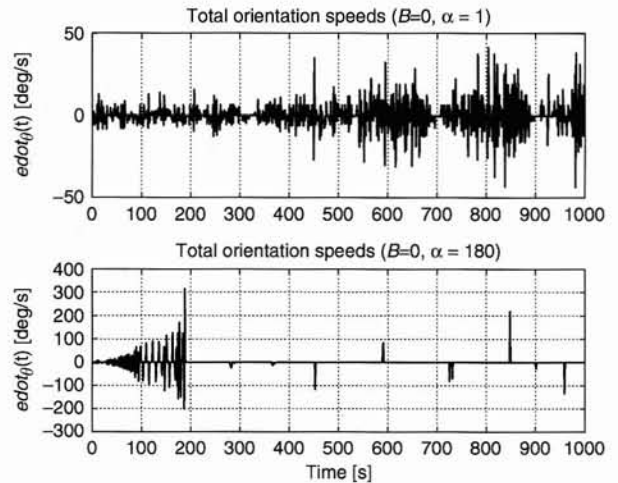 Total orientation speeds (B=0, α = 1)
edotθ(t) [deg/s]
50
0
−50
0 100 200 300 400 500 600 700 800 900 1000
Total orientation speeds (B=0, α = 180)
edotθ(t) [deg/s]
400
300
200
100
0
−100
−200
−300
0 100 200 300 400 500 600 700 800 900 1000
Time [s]